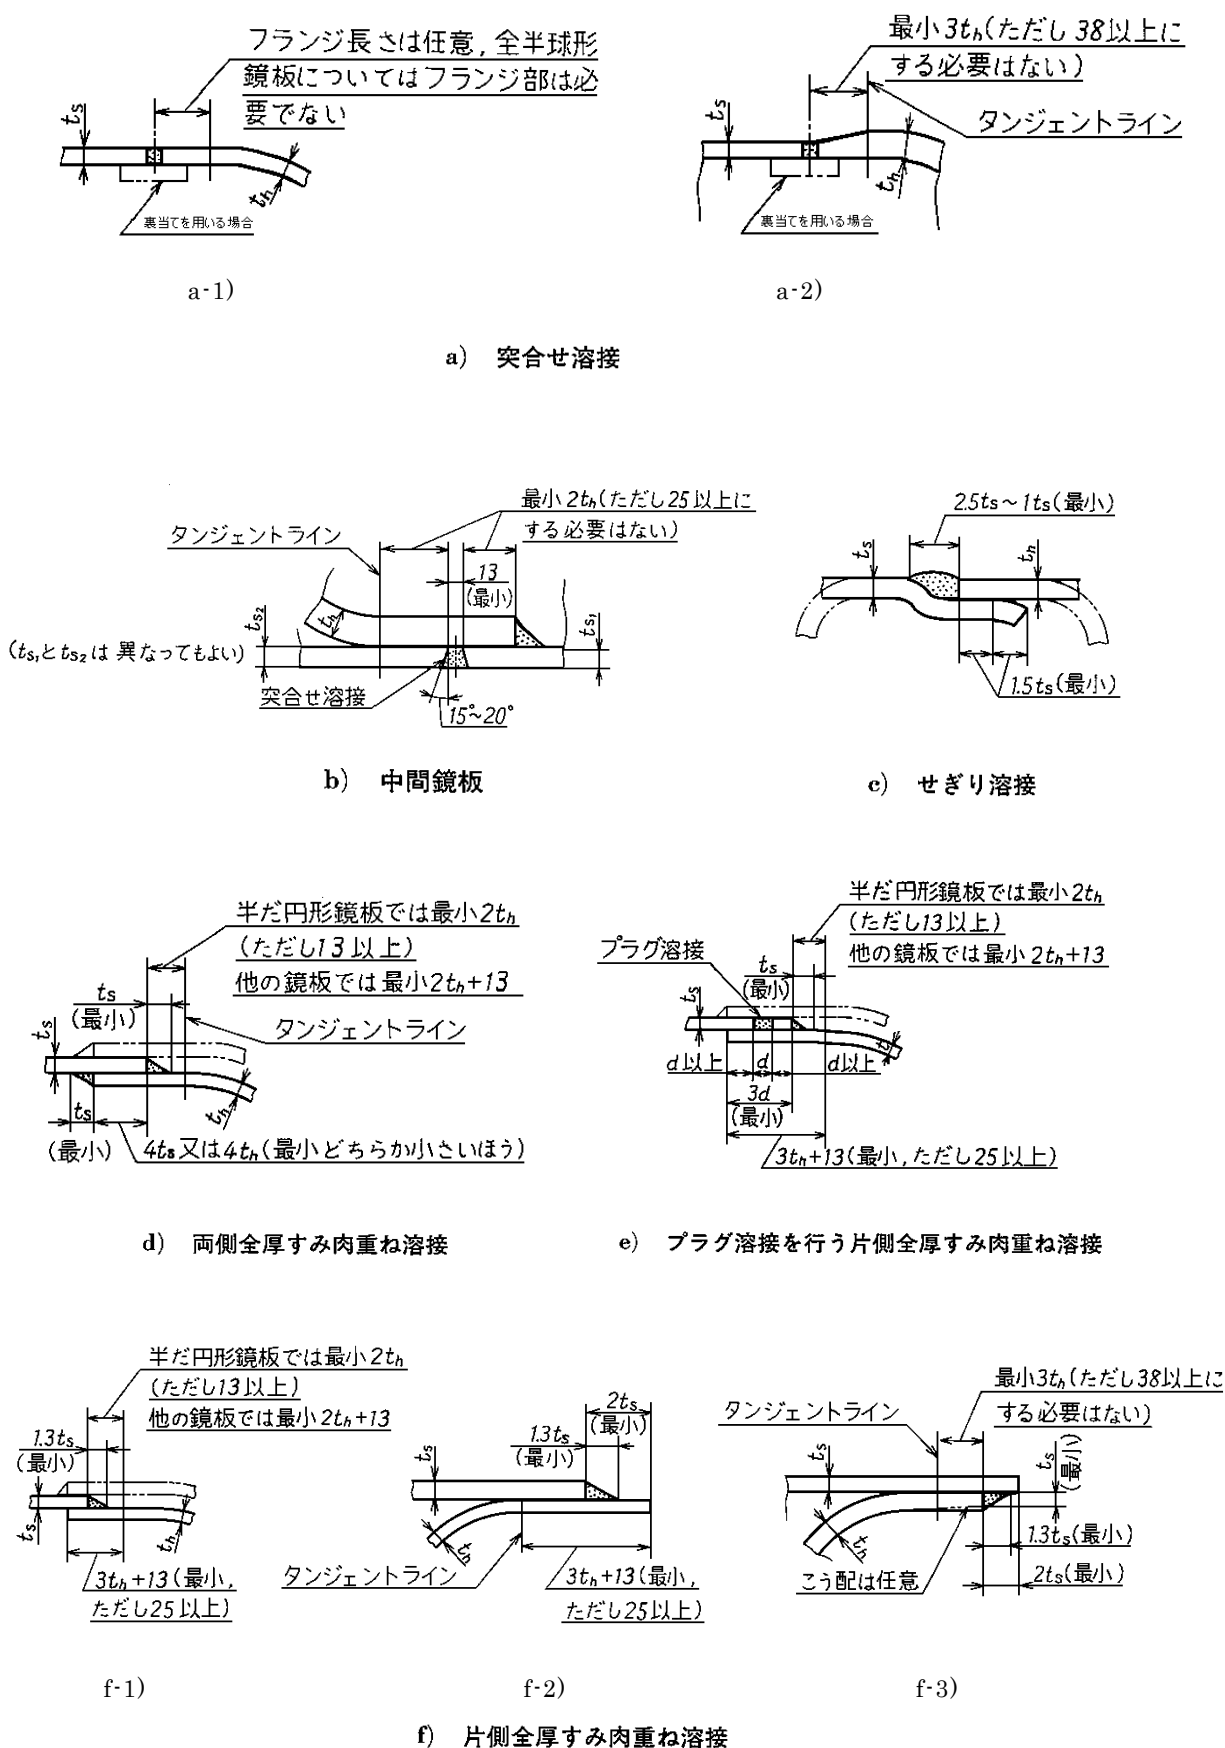 フランジ長さは任意，全半球形
鏡板についてはフランジ部は必
要でない
ts
th
裏当てを用いる場合
a-1)
最小3th(ただし38以上に
する必要はない)
タンジェントライン
ts
th
裏当てを用いる場合
a-2)
a) 突合せ溶接
最小2th(ただし25以上に
する必要はない)
タンジェントライン
13
(最小)
th
ts2
ts1
(ts1とts2は異なってもよい)
突合せ溶接
15°~20°
b) 中間鏡板
2.5ts～1ts(最小)
ts
th
1.5ts(最小)
c) せぎり溶接
半だ円形鏡板では最小2th
(ただし13以上)
他の鏡板では最小2th+13
ts
(最小)
タンジェントライン
ts
th
ts
(最小)
4ts又は4th(最小どちらか小さいほう)
d) 両側全厚すみ肉重ね溶接
半だ円形鏡板では最小2th
(ただし13以上)
他の鏡板では最小2th+13
プラグ溶接
ts
(最小)
ts
d以上
d
d以上
3d
(最小)
3th+13(最小，ただし25以上)
e) プラグ溶接を行う片側全厚すみ肉重ね溶接
半だ円形鏡板では最小2th
(ただし13以上)
他の鏡板では最小2th+13
1.3ts
(最小)
ts
th
3th+13(最小，
ただし25以上)
f-1)
2ts
(最小)
1.3ts
(最小)
ts
th
タンジェントライン
3th+13(最小，
ただし25以上)
f-2)
最小3th(ただし38以上に
する必要はない)
タンジェントライン
ts
ts
(最小)
th
1.3ts(最小)
こう配は任意
2ts(最小)
f-3)
f) 片側全厚すみ肉重ね溶接